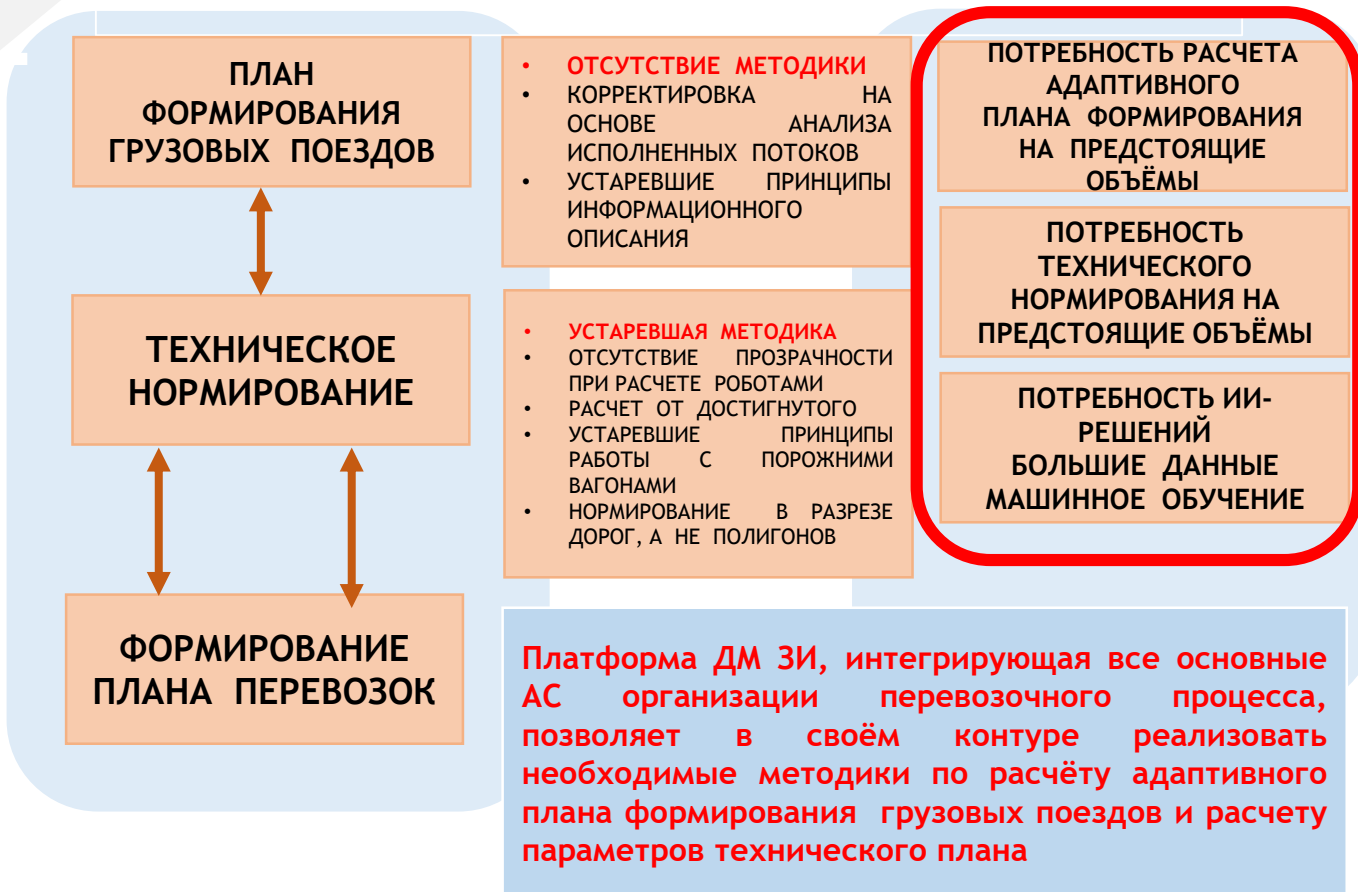 ПЛАН
ФОРМИРОВАНИЯ
ГРУЗОВЫХ ПОЕЗДОВ
ТЕХНИЧЕСКОЕ
НОРМИРОВАНИЕ
ФОРМИРОВАНИЕ
ПЛАНА ПЕРЕВОЗОК
• ОТСУТСТВИЕ МЕТОДИКИ
• КОРРЕКТИРОВКА НА
ОСНОВЕ АНАЛИЗА
ИСПОЛНЕННЫХ ПОТОКОВ
• УСТАРЕВШИЕ ПРИНЦИПЫ
ИНФОРМАЦИОННОГО
ОПИСАНИЯ
• УСТАРЕВШАЯ МЕТОДИКА
• ОТСУТСТВИЕ ПРОЗРАЧНОСТИ
ПРИ РАСЧЕТЕ РОБОТАМИ
• РАСЧЕТ ОТ ДОСТИГНУТОГО
• УСТАРЕВШИЕ ПРИНЦИПЫ
РАБОТЫ С ПОРОЖНИМИ
ВАГОНАМИ
• НОРМИРОВАНИЕ В РАЗРЕЗЕ
ДОРОГ, А НЕ ПОЛИГОНОВ
ПОТРЕБНОСТЬ РАСЧЕТА
АДАПТИВНОГО
ПЛАНА ФОРМИРОВАНИЯ
НА ПРЕДСТОЯЩИЕ
ОБЪЁМЫ
ПОТРЕБНОСТЬ
ТЕХНИЧЕСКОГО
НОРМИРОВАНИЯ НА
ПРЕДСТОЯЩИЕ ОБЪЁМЫ
ПОТРЕБНОСТЬ ИИ-
РЕШЕНИЙ
БОЛЬШИЕ ДАННЫЕ
МАШИННОЕ ОБУЧЕНИЕ
Платформа ДМ ЗИ, интегрирующая все основные
АС организации перевозочного процесса,
позволяет в своём контуре реализовать
необходимые методики по расчёту адаптивного
плана формирования грузовых поездов и расчету
параметров технического плана